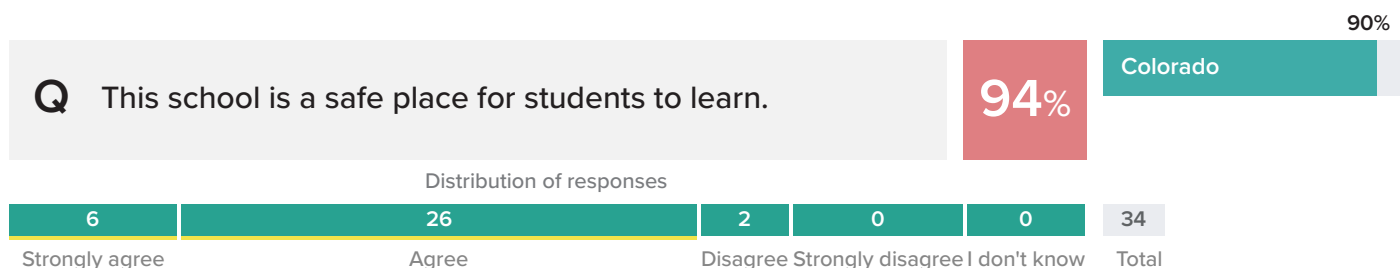 90%
Q This school is a safe place for students to learn.
94%
Colorado
Distribution of responses
6 26 2 0 0 34
Strongly agree Agree Disagree Strongly disagree I don't know Total